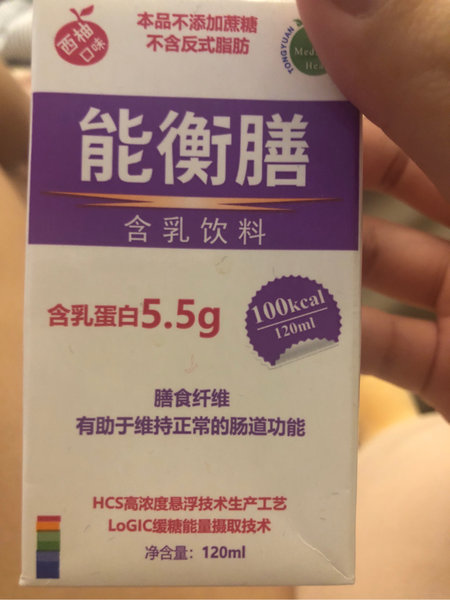 西柚
口味
本品不添加蔗糖
不含反式脂肪
TONGYUAN
能衡膳
含乳饮料
含乳蛋白5.5g
100kcal
120ml
膳食纤维
有助于维持正常的肠道功能
HCS高浓度悬浮技术生产工艺
LoGIC缓糖能量摄取技术
净含量：120ml